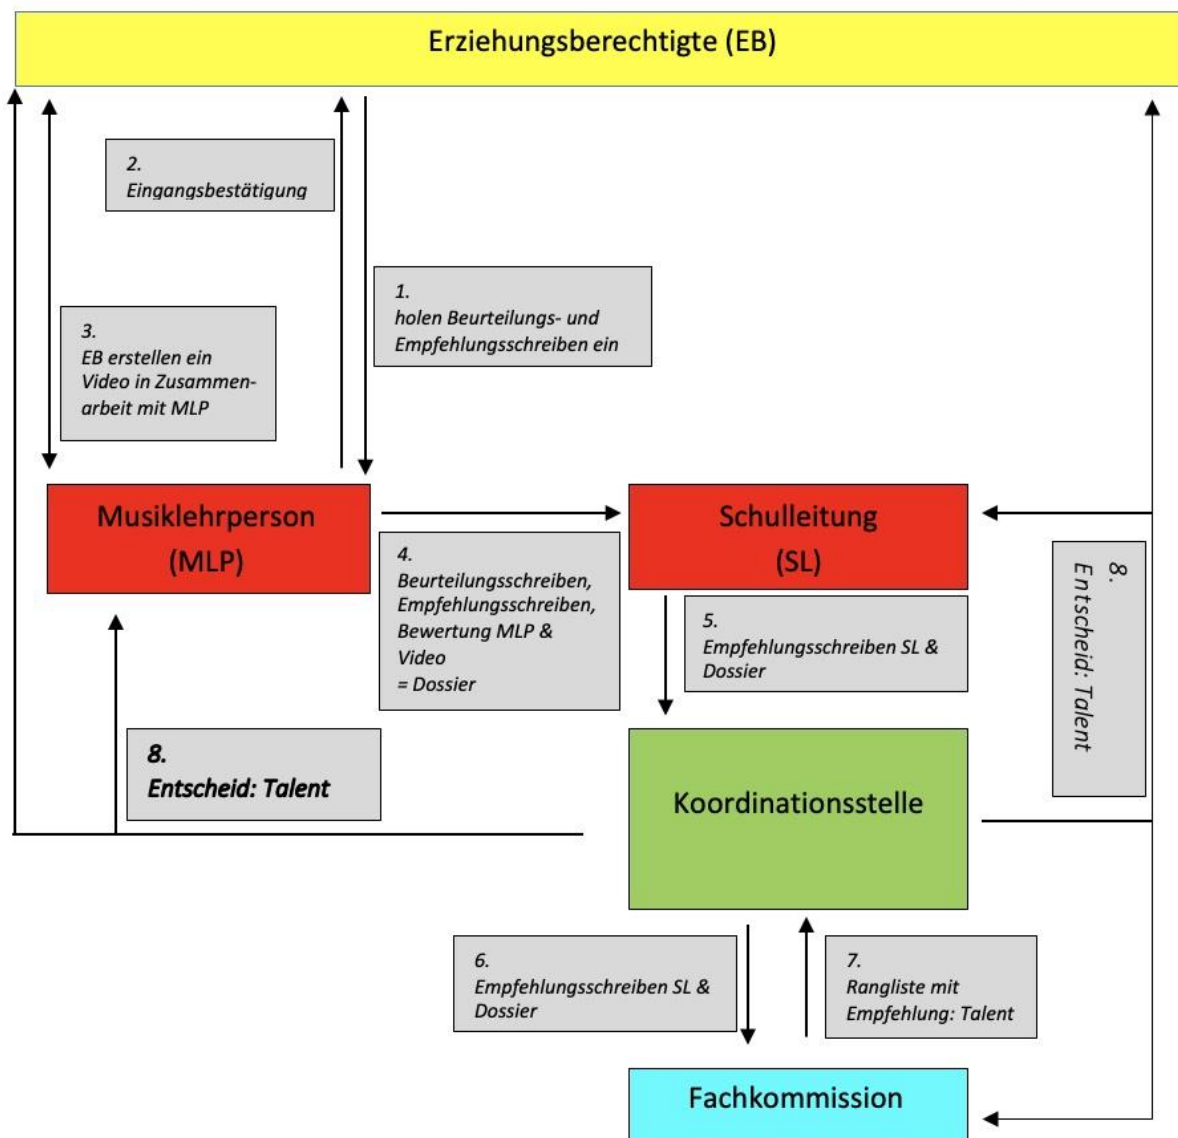 Erziehungsberechtigte (EB)
2.
Eingangsbestätigung
1.
holen Beurteilungs- und
Empfehlungsschreiben ein
3.
EB erstellen ein
Video in Zusammen-
arbeit mit MLP
Musiklehrperson
(MLP)
Schulleitung
(SL)
4.
Beurteilungsschreiben,
Empfehlungsschreiben,
Bewertung MLP &
Video
= Dossier
5.
Empfehlungsschreiben SL &
Dossier
8.
Entscheid: Talent
8.
Entscheid: Talent
Koordinationsstelle
6.
Empfehlungsschreiben SL &
Dossier
7.
Rangliste mit
Empfehlung: Talent
Fachkommission